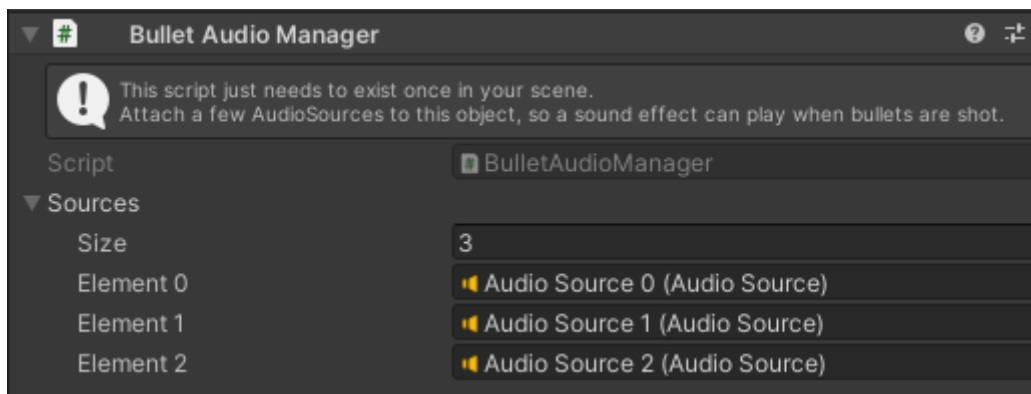 Bullet Audio Manager
This script just needs to exist once in your scene.
Attach a few AudioSources to this object, so a sound effect can play when bullets are shot.
Script # BulletAudioManager
Sources
Size 3
Element 0 Audio Source 0 (Audio Source)
Element 1 Audio Source 1 (Audio Source)
Element 2 Audio Source 2 (Audio Source)